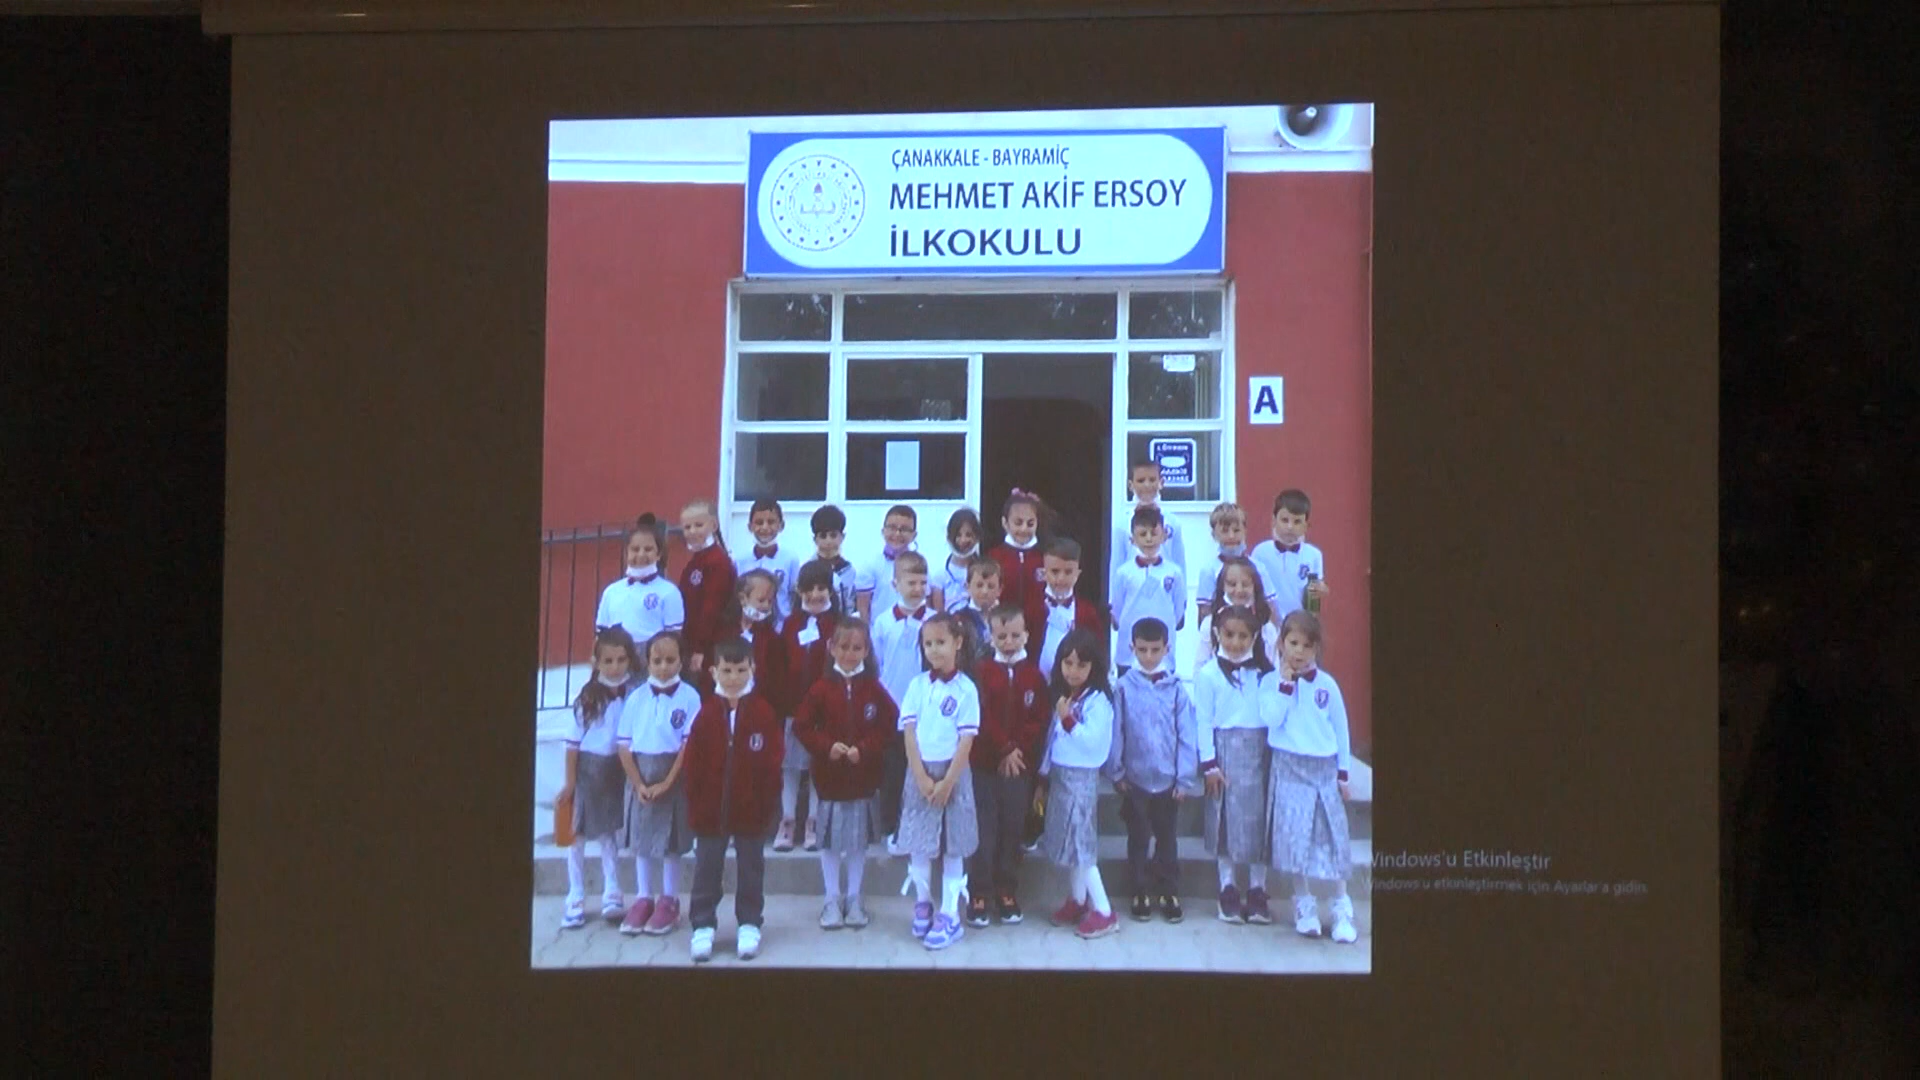 ÇANAKKALE - BAYRAMİÇ
MEHMET AKİF ERSOY
İLKOKULU
A
Windows'u Etkinleştir
Windows'u etkinleştirmek için Ayarlar'a gidin.